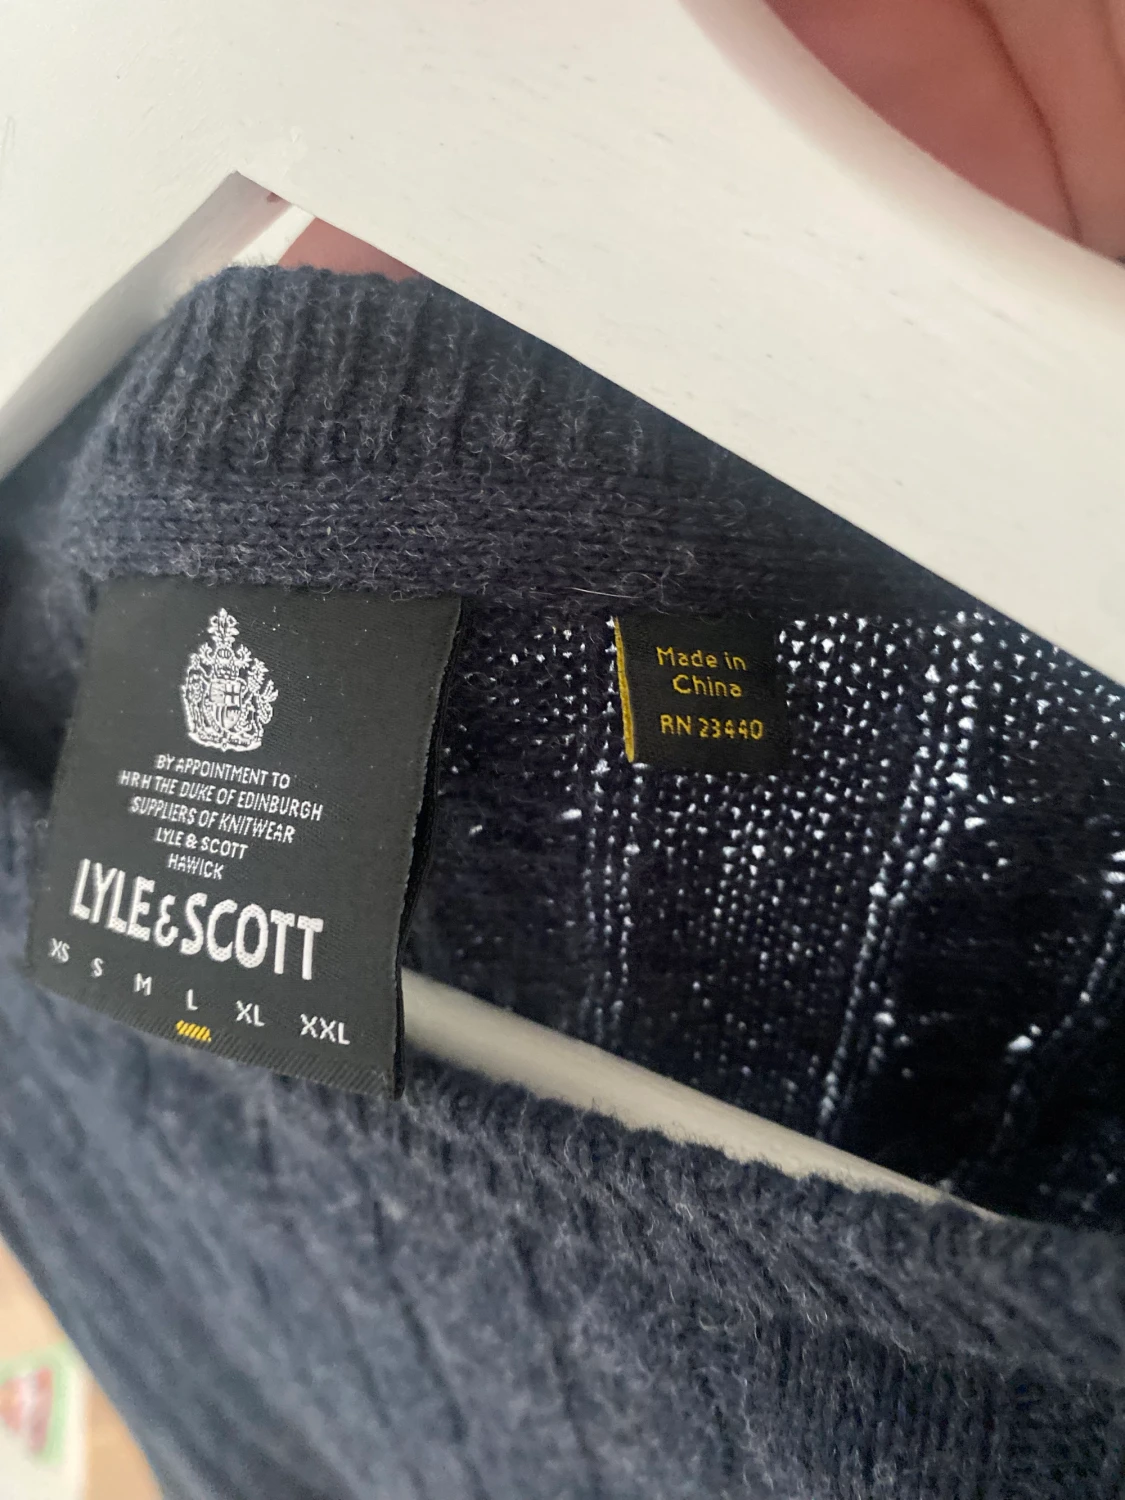 BY APPOINTMENT TO
HRH THE DUKE OF EDINBURGH
SUPPLIERS OF KNITWEAR
LYLE & SCOTT
HAWICK
LYLE & SCOTT
XS S M L XL XXL
Made in
China
RN 23440